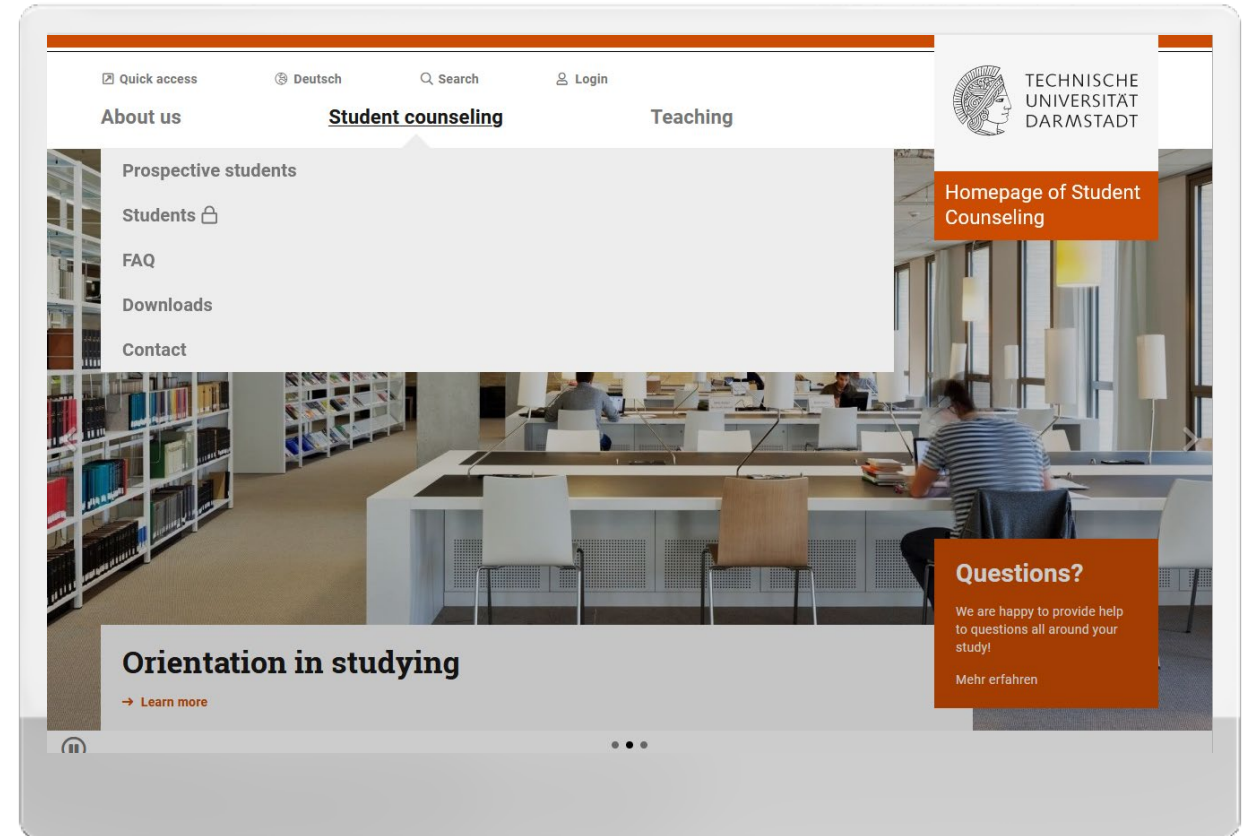 Quick access
Deutsch
Search
Login
About us
Student counseling
Teaching
TECHNISCHE
UNIVERSITÄT
DARMSTADT
Homepage of Student
Counseling
Prospective students
Students
FAQ
Downloads
Contact
Questions?
We are happy to provide help
to questions all around your
study!
Mehr erfahren
Orientation in studying
→ Learn more